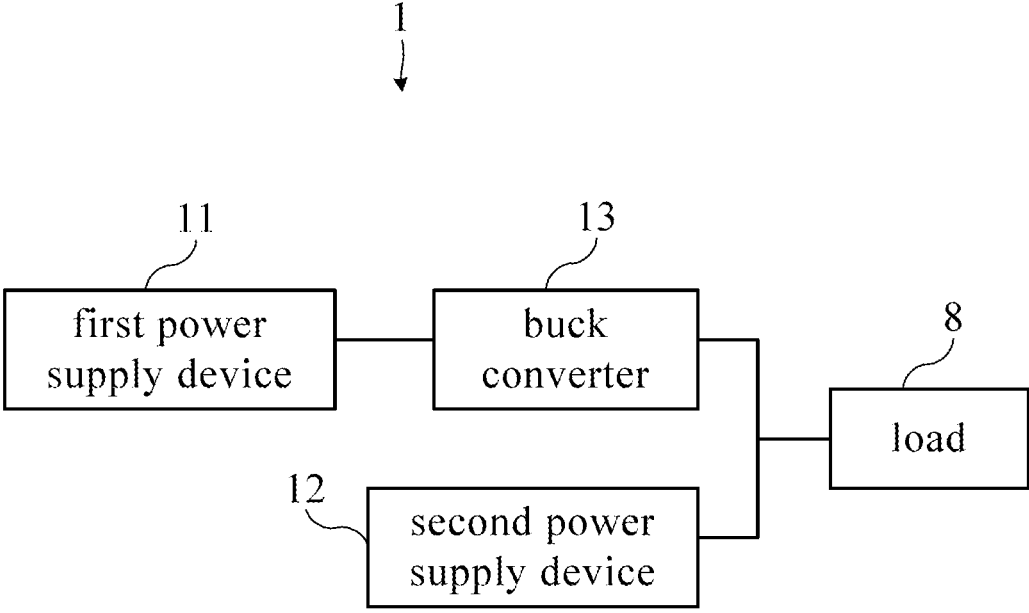 1
11
first power
supply device
13
buck
converter
8
load
12
second power
supply device